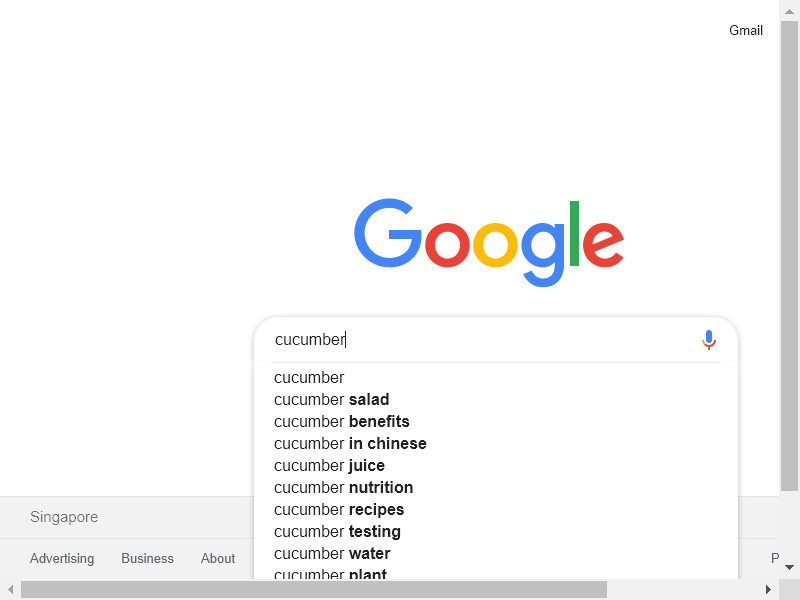 Gmail
Google
cucumber
cucumber
cucumber salad
cucumber benefits
cucumber in chinese
cucumber juice
cucumber nutrition
cucumber recipes
cucumber testing
cucumber water
cucumber plant
Singapore
Advertising Business About P